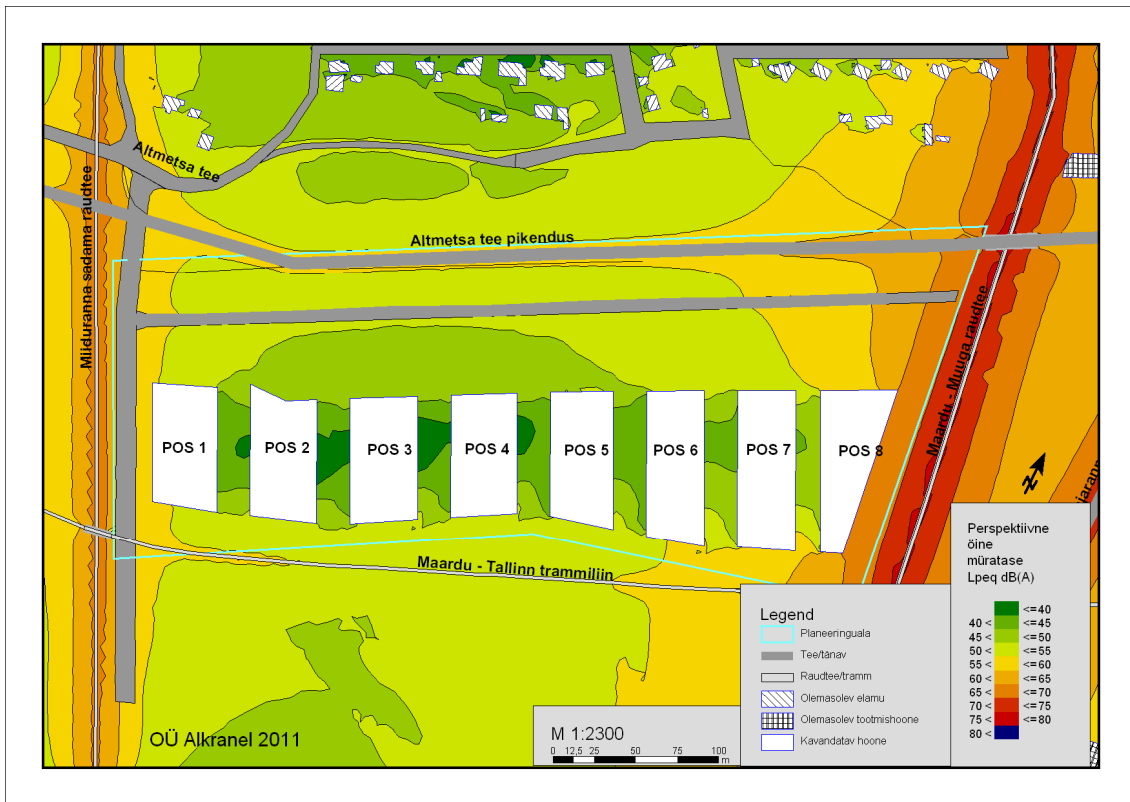 Altmetsa tee
Miiduranna sadama raudtee
Altmetsa tee pikendus
Maardu - Muuga raudtee
POS 1
POS 2
POS 3
POS 4
POS 5
POS 6
POS 7
POS 8
Maardu - Tallinn trammiliin
N
OÜ Alkranel 2011
M 1:2300
0 12,5 25 50 75 100
m
Legend
Planeeringuala
Tee/tänav
Raudtee/tramm
Olemasolev elamu
Olemasolev tootmishoone
Kavandatav hoone
Perspektiivne
öine
müratase
Lpeq dB(A)
<=40
40 < <=45
45 < <=50
50 < <=55
55 < <=60
60 < <=65
65 < <=70
70 < <=75
75 < <=80
80 <